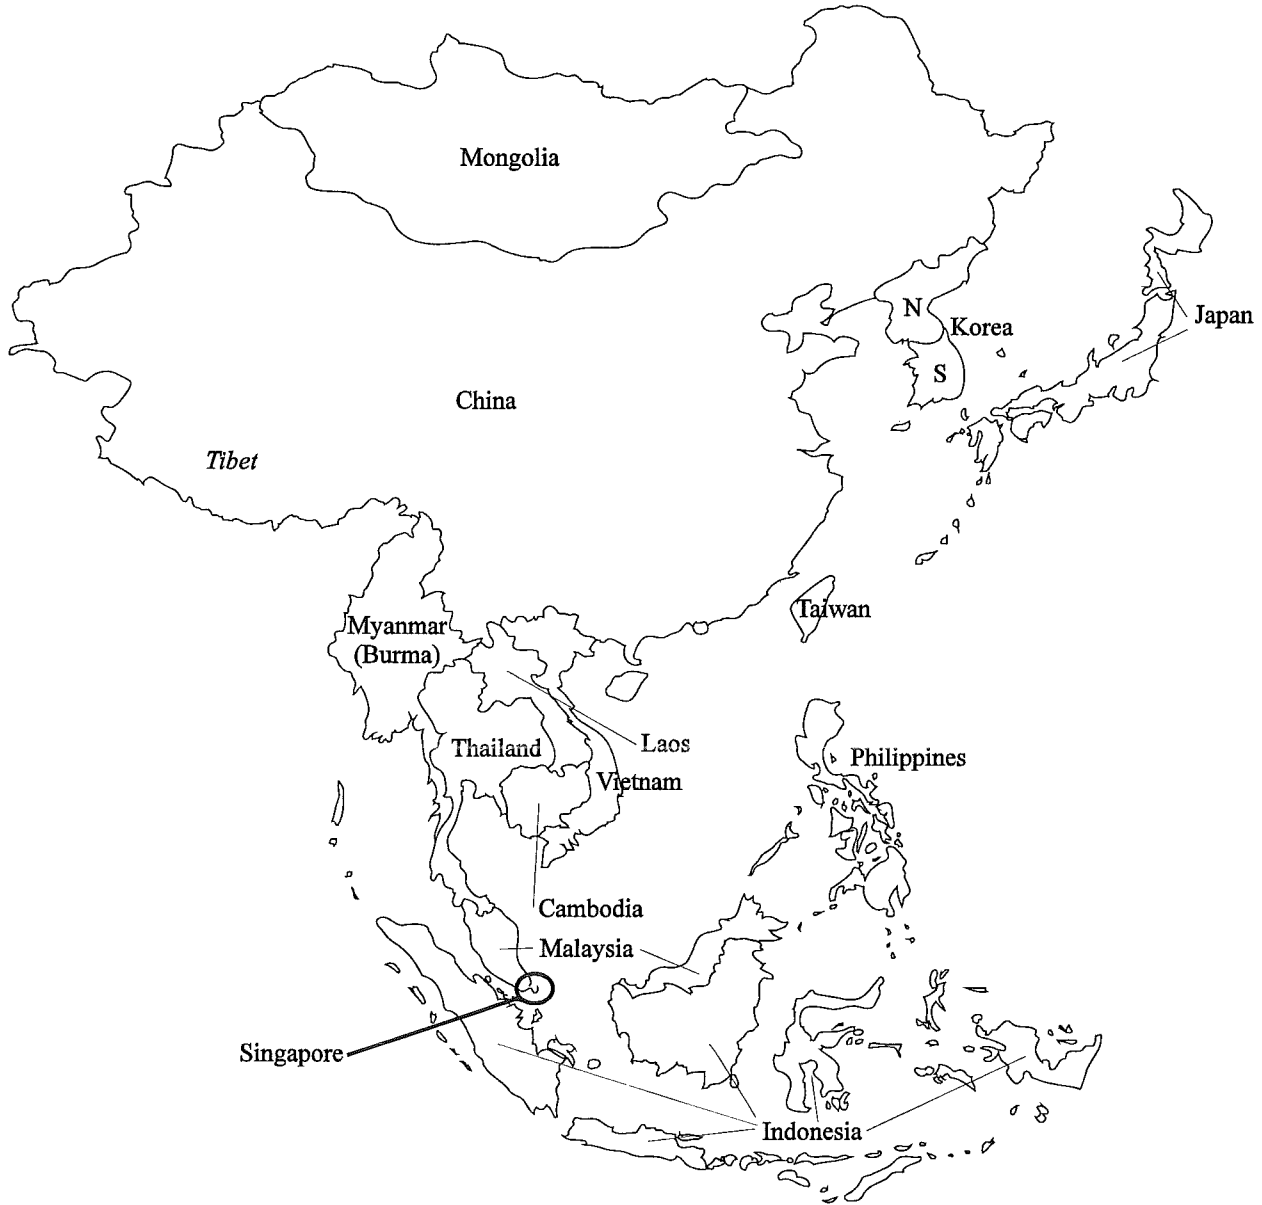 Mongolia
N
Korea
Japan
S
China
Tibet
Taiwan
Myanmar
(Burma)
Laos
Thailand
Vietnam
Philippines
Cambodia
Malaysia
Singapore
Indonesia